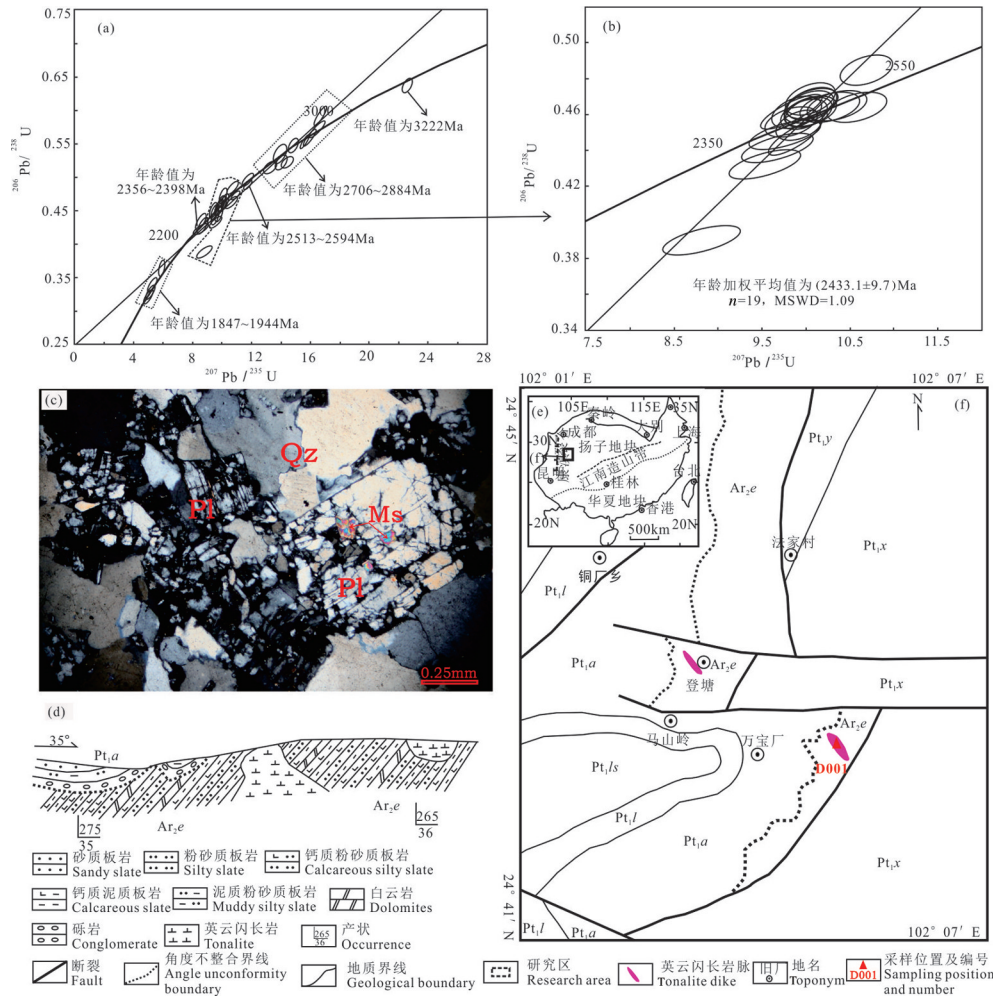 (a)
0.75
0.65
0.55
0.45
0.35
0.25
206Pb/238U
3000
年龄值为3222Ma
年龄值为
2356~2398Ma
年龄值为2706~2884Ma
2200
年龄值为2513~2594Ma
年龄值为1847~1944Ma
0 4 8 12 16 20 24 28
207Pb/235U
(b)
0.50
0.46
0.42
0.38
0.34
206Pb/238U
2550
2350
年龄加权平均值为(2433.1±9.7)Ma
n=19, MSWD=1.09
7.5 8.5 9.5 10.5 11.5
207Pb/235U
(c)
Qz
Pl
Ms
Pl
0.25mm
(d)
35°
Pt₁a
Ar₂e
Ar₂e
275
35
265
36
(e)
105E
115E
35N
秦岭
大别
上海
成都
30N
扬子地块
江南造山带
昆明
桂林
台北
华夏地块
香港
20N
20N
500km
102°01′E
102°07′E
(f)
N
24°45′N
Pt₁y
Ar₂e
法家村
Pt₁x
铜厂乡
Pt₁l
Pt₁a
Ar₂e
登塘
Pt₁x
马山岭
万宝厂
Ar₂e
D001
Pt₁ls
Pt₁l
Pt₁a
Pt₁x
24°41′N
Pt₁l
Pt₁a
102°07′E
砂质板岩
Sandy slate
粉砂质板岩
Silty slate
钙质粉砂质板岩
Calcareous silty slate
钙质泥质板岩
Calcareous slate
泥质粉砂质板岩
Muddy silty slate
白云岩
Dolomites
砾岩
Conglomerate
英云闪长岩
Tonalite
265
36
产状
Occurrence
断裂
Fault
角度不整合界线
Angle unconformity
boundary
地质界线
Geological boundary
研究区
Research area
英云闪长岩脉
Tonalite dike
旧厂
地名
Toponym
D001
采样位置及编号
Sampling position
and number